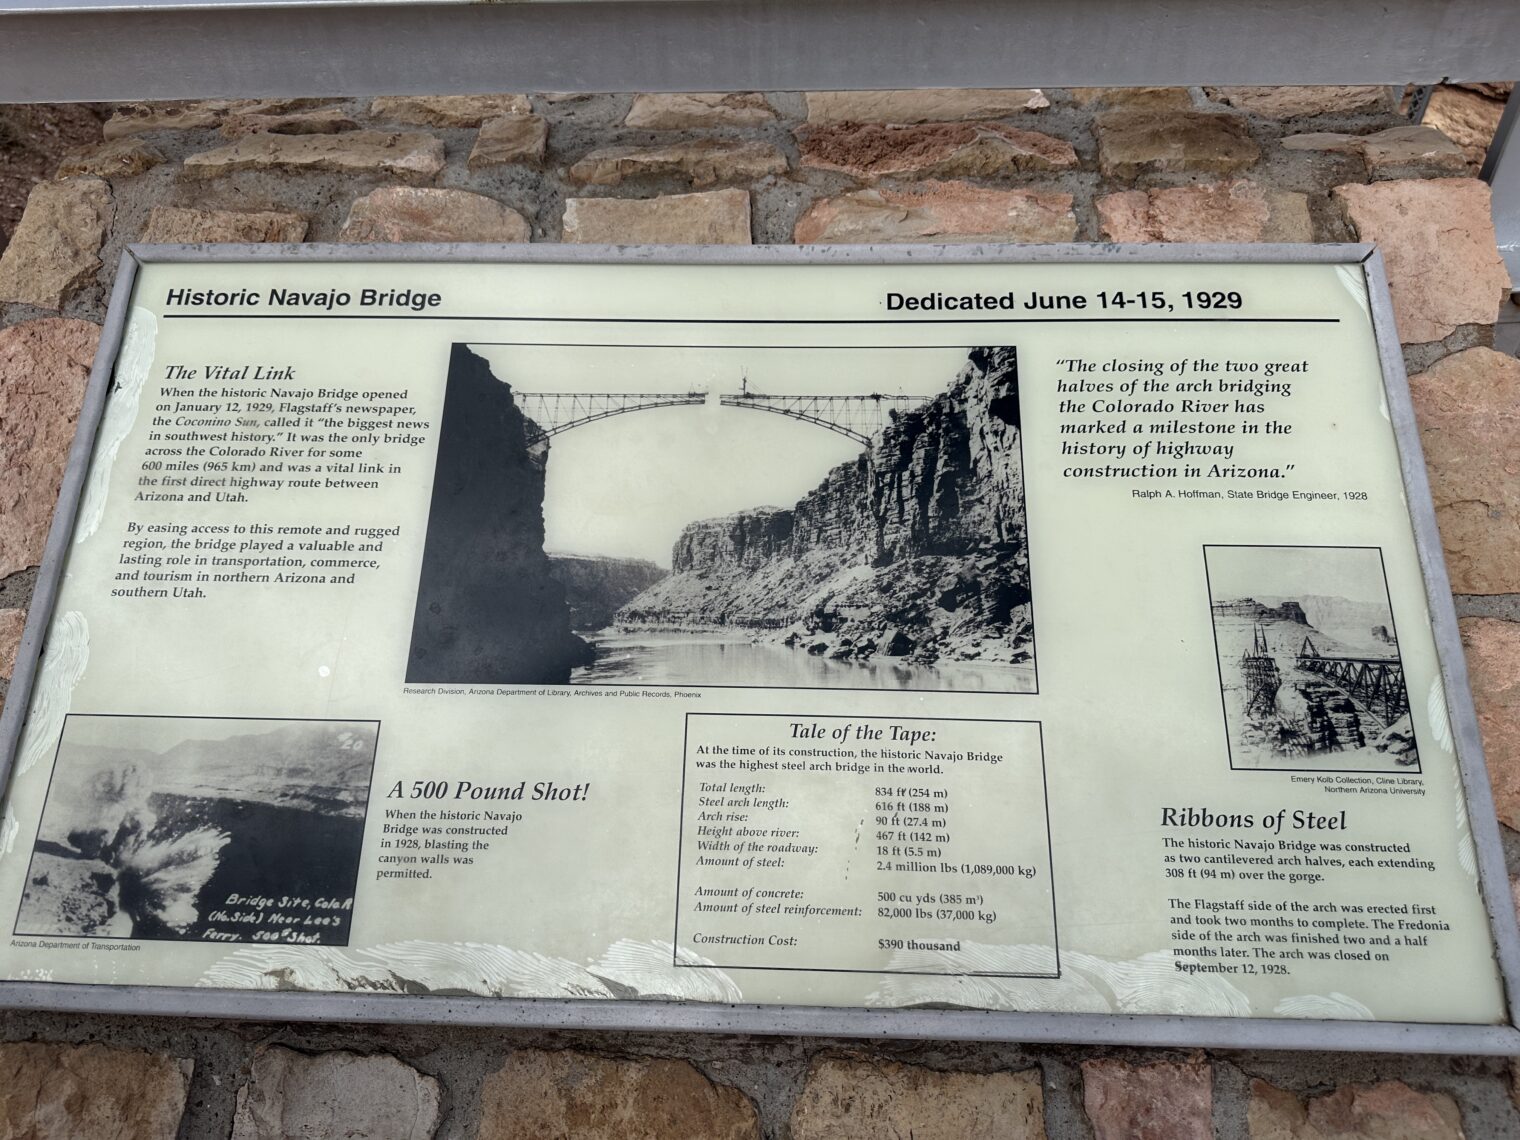 Historic Navajo Bridge
Dedicated June 14-15, 1929
The Vital Link
When the historic Navajo Bridge opened
on January 12, 1929, Flagstaff's newspaper,
the Coconino Sun, called it "the biggest news
in southwest history." It was the only bridge
across the Colorado River for some
600 miles (965 km) and was a vital link in
the first direct highway route between
Arizona and Utah.
By easing access to this remote and rugged
region, the bridge played a valuable and
lasting role in transportation, commerce,
and tourism in northern Arizona and
southern Utah.
Research Division, Arizona Department of Library, Archives and Public Records, Phoenix
"The closing of the two great
halves of the arch bridging
the Colorado River has
marked a milestone in the
history of highway
construction in Arizona."
Ralph A. Hoffman, State Bridge Engineer, 1928
#20
Bridge Site, Colo R
(No. Side) Near Lee's
Ferry. 500# Shot.
Arizona Department of Transportation
A 500 Pound Shot!
When the historic Navajo
Bridge was constructed
in 1928, blasting the
canyon walls was
permitted.
Tale of the Tape:
At the time of its construction, the historic Navajo Bridge
was the highest steel arch bridge in the world.
Total length: 834 ft (254 m)
Steel arch length: 616 ft (188 m)
Arch rise: 90 ft (27.4 m)
Height above river: 467 ft (142 m)
Width of the roadway: 18 ft (5.5 m)
Amount of steel: 2.4 million lbs (1,089,000 kg)
Amount of concrete: 500 cu yds (385 m³)
Amount of steel reinforcement: 82,000 lbs (37,000 kg)
Construction Cost: $390 thousand
Emery Kolb Collection, Cline Library,
Northern Arizona University
Ribbons of Steel
The historic Navajo Bridge was constructed
as two cantilevered arch halves, each extending
308 ft (94 m) over the gorge.
The Flagstaff side of the arch was erected first
and took two months to complete. The Fredonia
side of the arch was finished two and a half
months later. The arch was closed on
September 12, 1928.